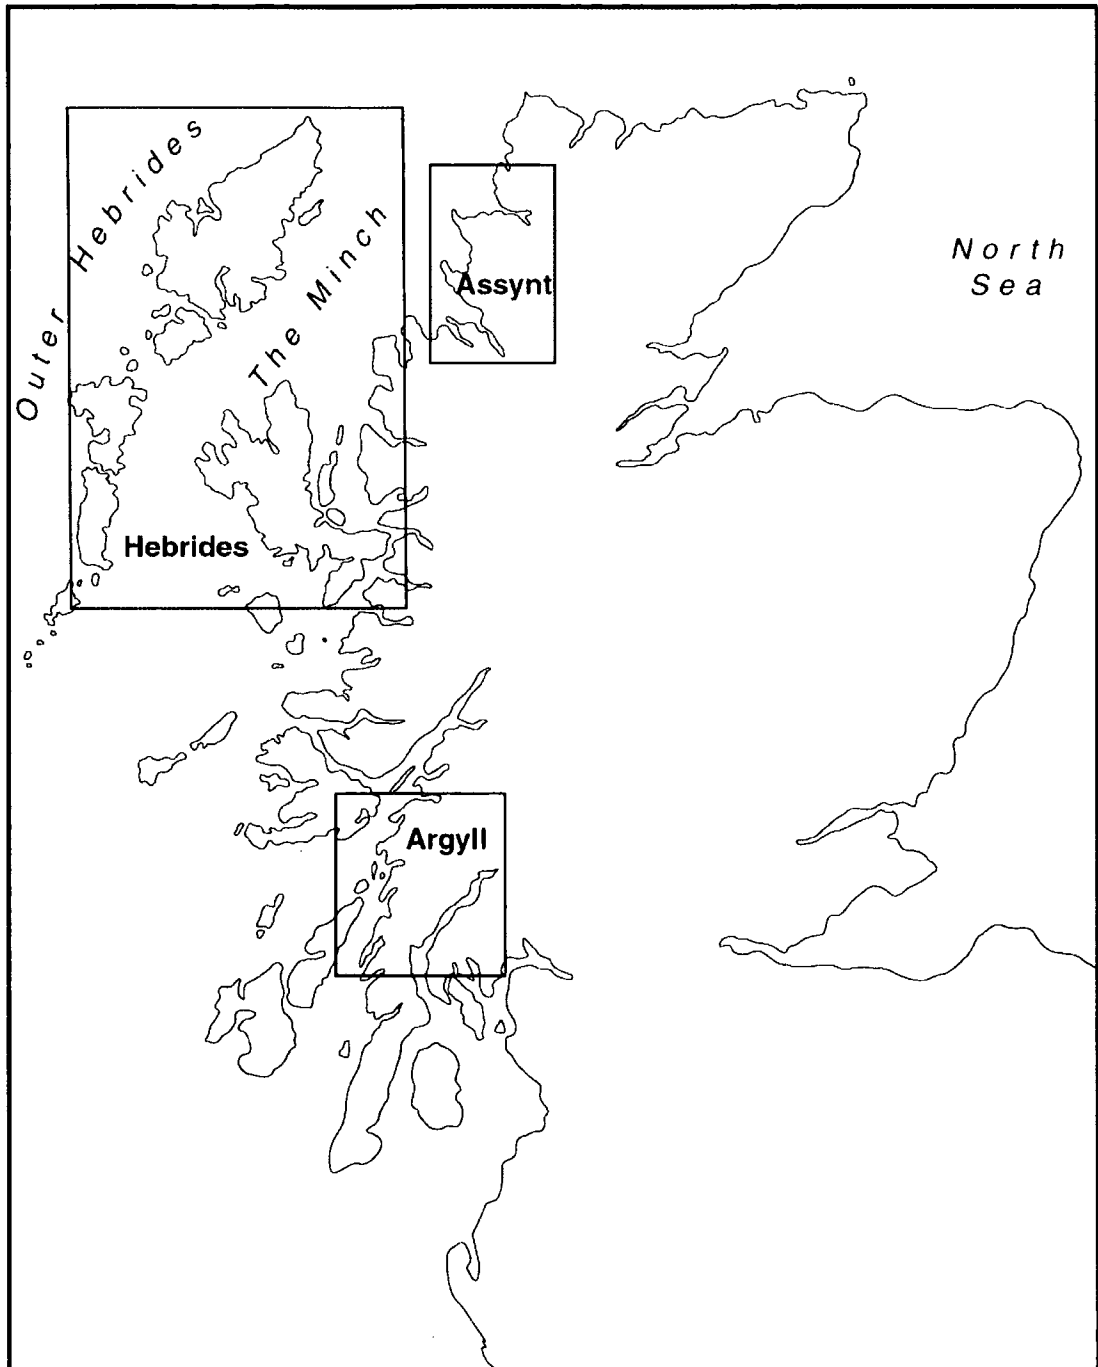 Outer Hebrides
The Minch
Assynt
North
Sea
Hebrides
Argyll